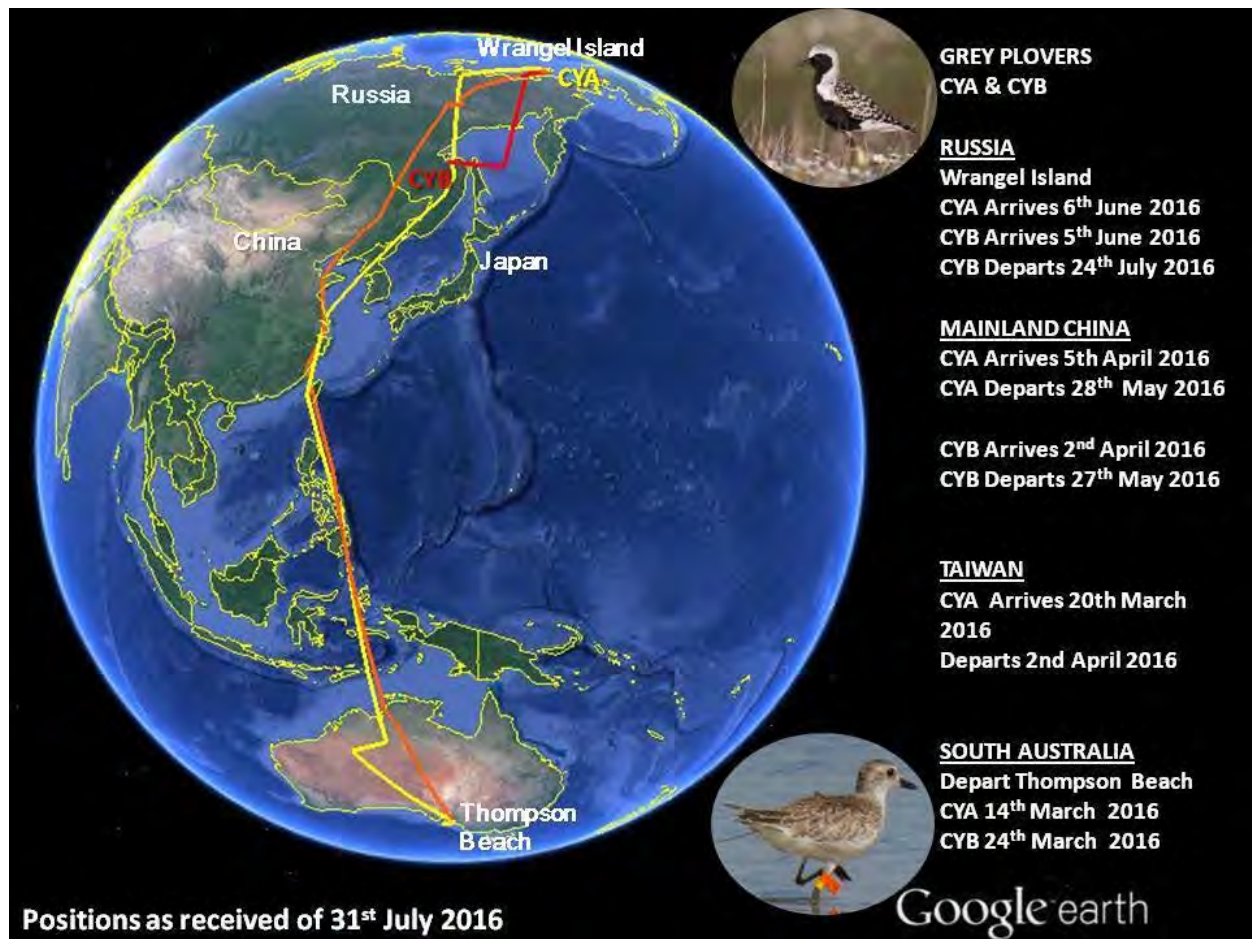 Wrangel Island
CYA
Russia
CYB
China
Japan
Thompson
Beach
Positions as received of 31st July 2016
GREY PLOVERS
CYA & CYB
RUSSIA
Wrangel Island
CYA Arrives 6th June 2016
CYB Arrives 5th June 2016
CYB Departs 24th July 2016
MAINLAND CHINA
CYA Arrives 5th April 2016
CYA Departs 28th May 2016
CYB Arrives 2nd April 2016
CYB Departs 27th May 2016
TAIWAN
CYA Arrives 20th March
2016
Departs 2nd April 2016
SOUTH AUSTRALIA
Depart Thompson Beach
CYA 14th March 2016
CYB 24th March 2016
Google earth